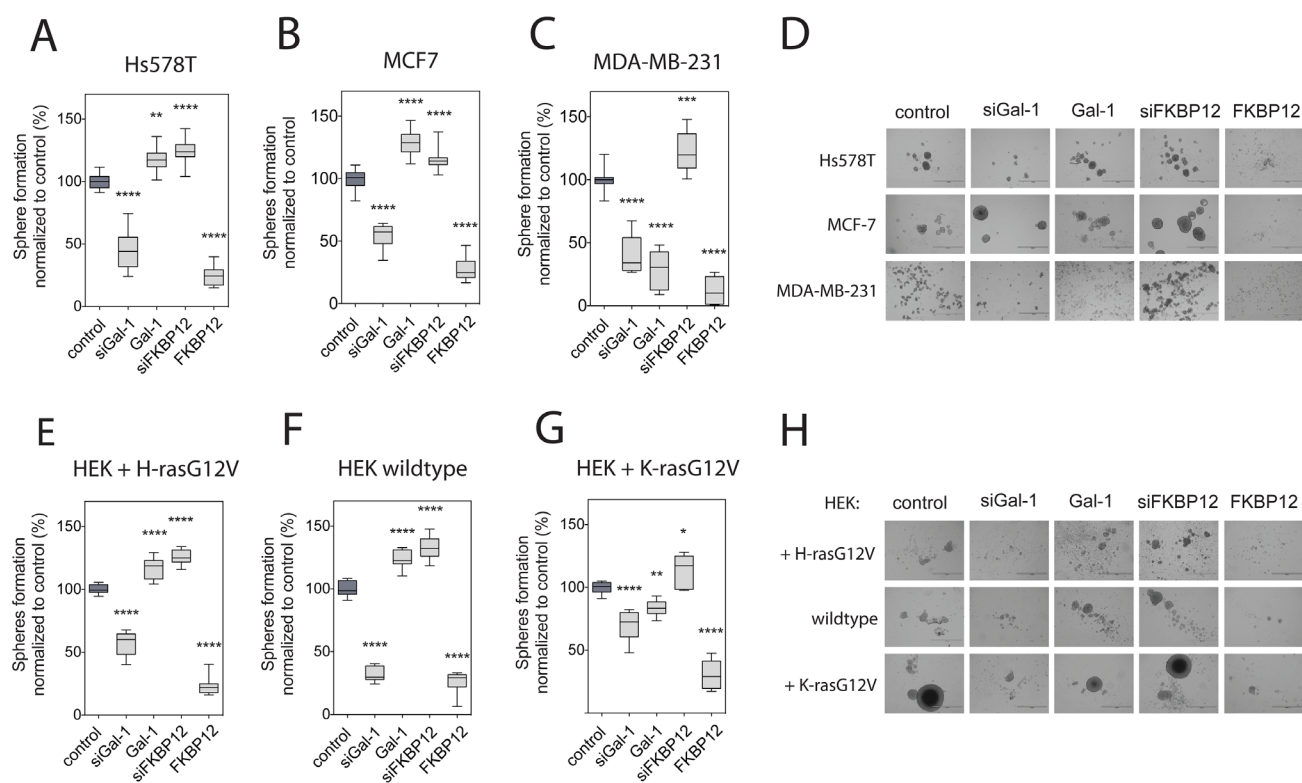 A
Hs578T
Sphere formation
normalized to control (%)
150
100
50
0
**
****
****
****
control
siGal-1
Gal-1
siFKBP12
FKBP12
B
MCF7
Spheres formation
normalized to control
150
100
50
0
****
****
****
****
control
siGal-1
Gal-1
siFKBP12
FKBP12
C
MDA-MB-231
Sphere formation
normalized to control (%)
150
100
50
0
***
****
****
****
control
siGal-1
Gal-1
siFKBP12
FKBP12
D
control siGal-1 Gal-1 siFKBP12 FKBP12
Hs578T
MCF-7
MDA-MB-231
E
HEK + H-rasG12V
Spheres formation
normalized to control (%)
150
100
50
0
****
****
****
****
control
siGal-1
Gal-1
siFKBP12
FKBP12
F
HEK wildtype
Spheres formation
normalized to control (%)
150
100
50
0
****
****
****
****
control
siGal-1
Gal-1
siFKBP12
FKBP12
G
HEK + K-rasG12V
Spheres formation
normalized to control (%)
150
100
50
*
**
****
****
control
siGal-1
Gal-1
siFKBP12
FKBP12
H
HEK: control siGal-1 Gal-1 siFKBP12 FKBP12
+ H-rasG12V
wildtype
+ K-rasG12V